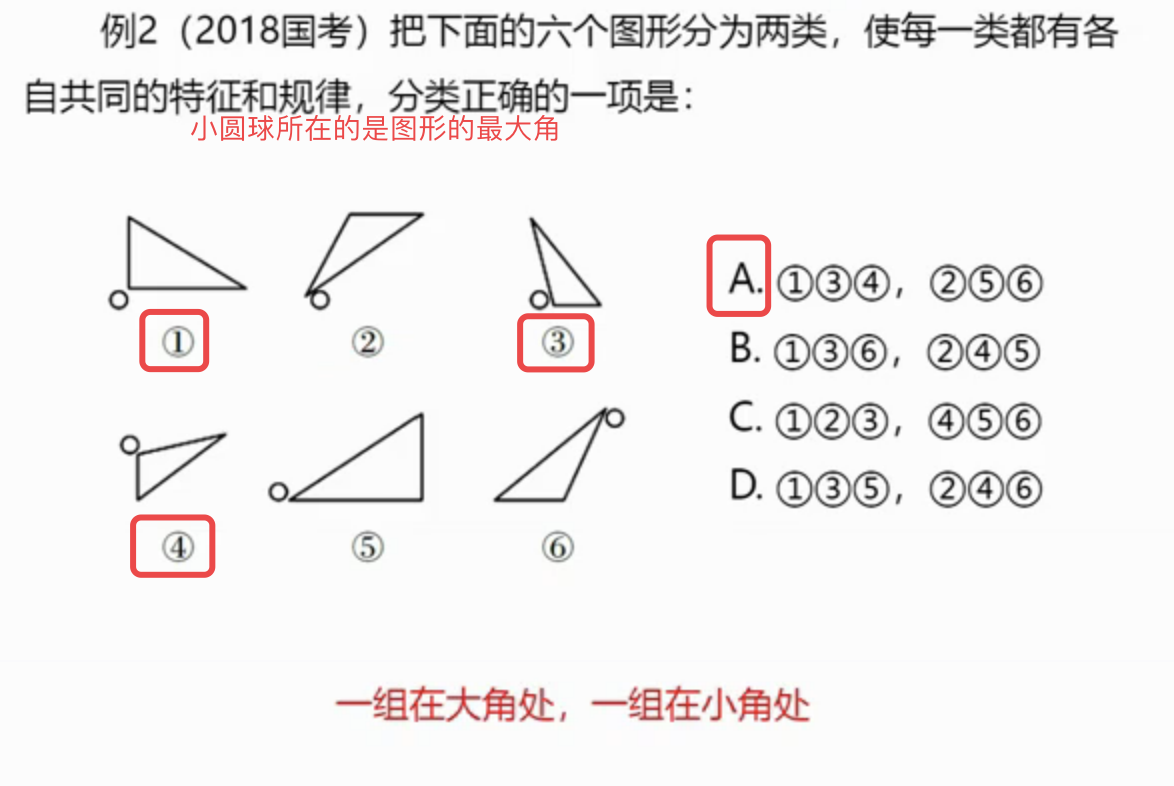 例2（2018国考）把下面的六个图形分为两类，使每一类都有各
自共同的特征和规律，分类正确的一项是：
小圆球所在的是图形的最大角
① ② ③
④ ⑤ ⑥
A. ①③④，②⑤⑥
B. ①③⑥，②④⑤
C. ①②③，④⑤⑥
D. ①③⑤，②④⑥
一组在大角处，一组在小角处